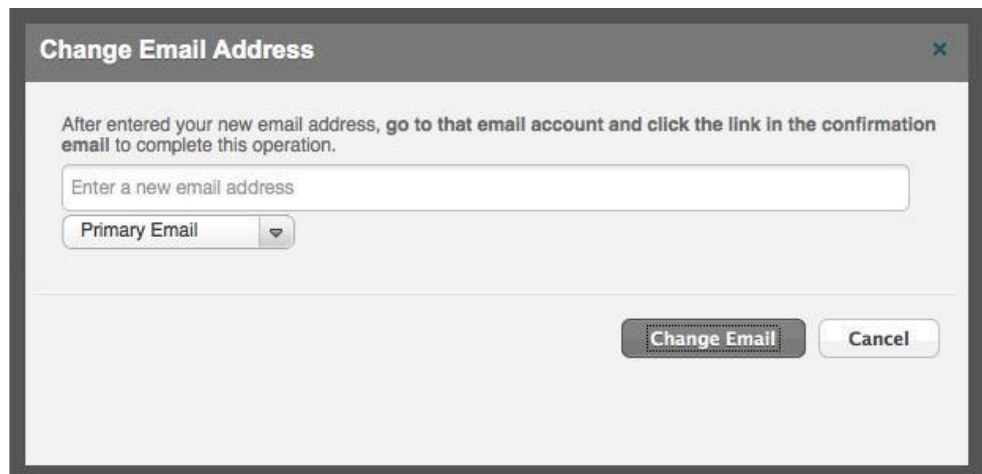 Change Email Address
After entered your new email address, go to that email account and click the link in the confirmation
email to complete this operation.
Enter a new email address
Primary Email
Change Email Cancel